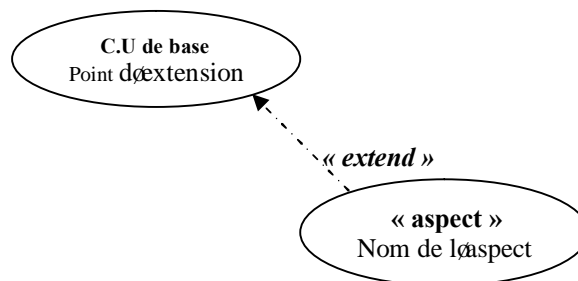 C.U de base
Point døextension
« extend »
« aspect »
Nom de løaspect